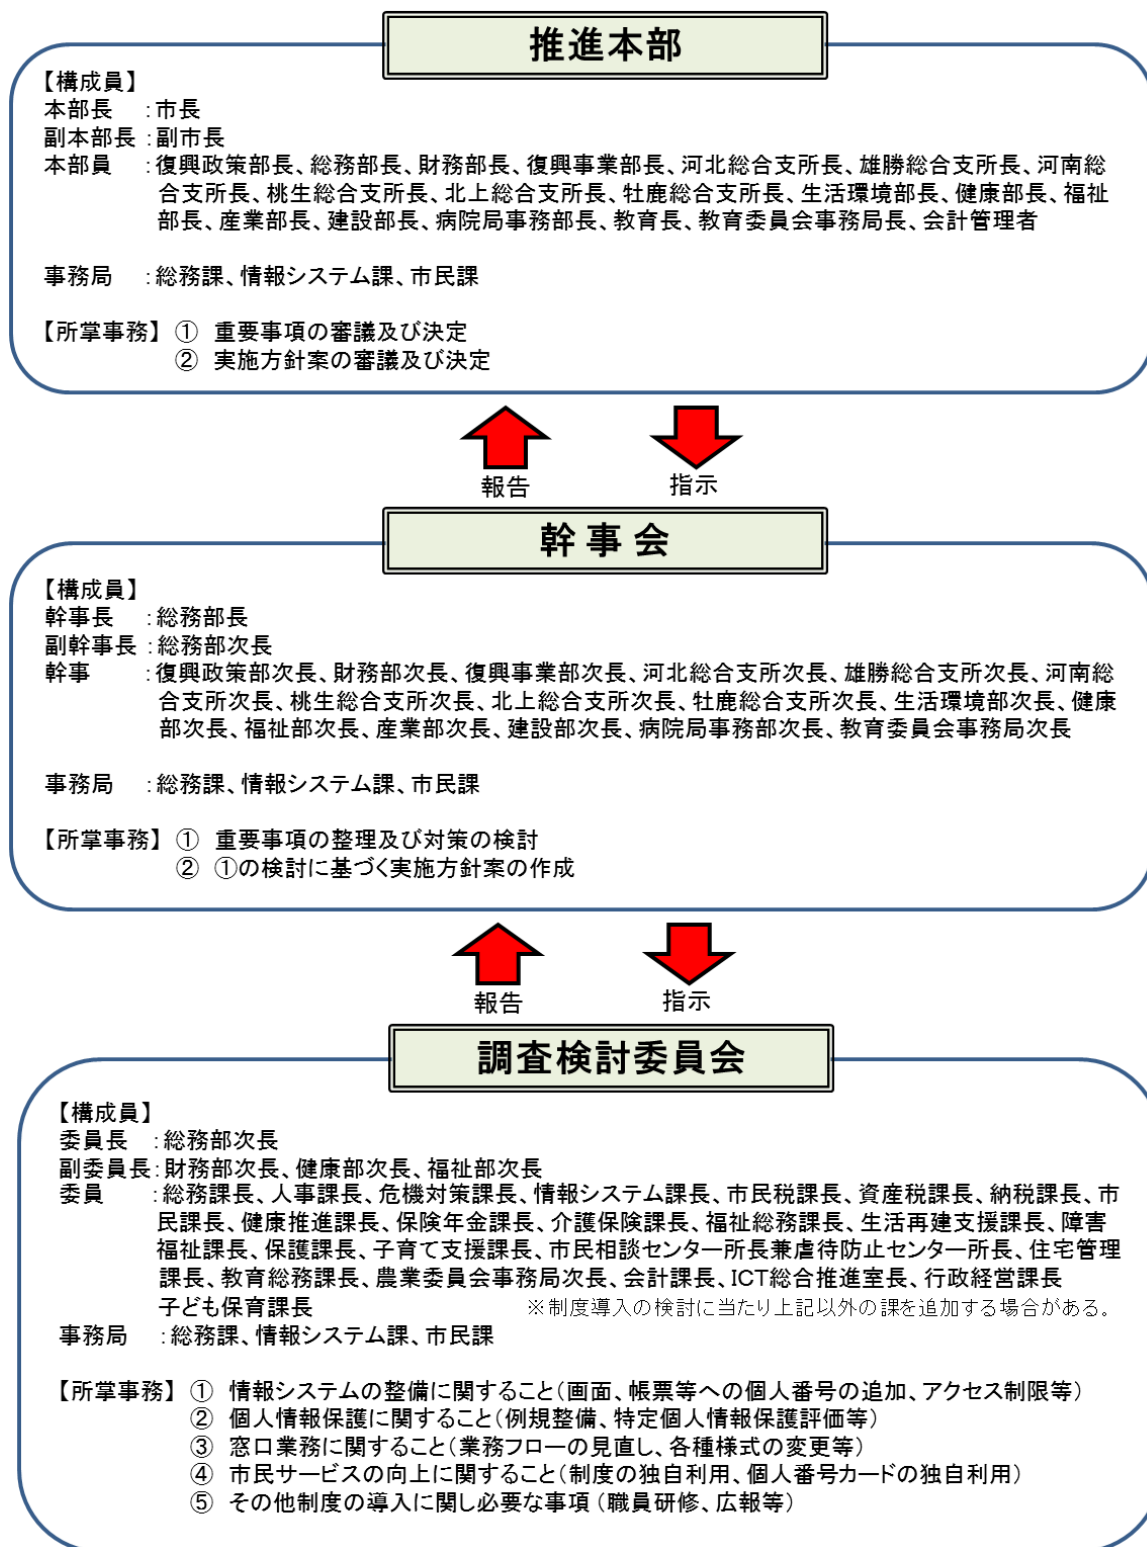 推進本部
【構成員】
本部長　：市長
副本部長：副市長
本部員　：復興政策部長、総務部長、財務部長、復興事業部長、河北総合支所長、雄勝総合支所長、河南総
合支所長、桃生総合支所長、北上総合支所長、牡鹿総合支所長、生活環境部長、健康部長、福祉
部長、産業部長、建設部長、病院局事務部長、教育長、教育委員会事務局長、会計管理者
事務局　：総務課、情報システム課、市民課
【所掌事務】①　重要事項の審議及び決定
②　実施方針案の審議及び決定
報告　指示
幹事会
【構成員】
幹事長　：総務部長
副幹事長：総務部次長
幹事　：復興政策部次長、財務部次長、復興事業部次長、河北総合支所次長、雄勝総合支所次長、河南総
合支所次長、桃生総合支所次長、北上総合支所次長、牡鹿総合支所次長、生活環境部次長、健康
部次長、福祉部次長、産業部次長、建設部次長、病院局事務部次長、教育委員会事務局次長
事務局　：総務課、情報システム課、市民課
【所掌事務】①　重要事項の整理及び対策の検討
②　①の検討に基づく実施方針案の作成
報告　指示
調査検討委員会
【構成員】
委員長　：総務部次長
副委員長：財務部次長、健康部次長、福祉部次長
委員　：総務課長、人事課長、危機対策課長、情報システム課長、市民税課長、資産税課長、納税課長、市
民課長、健康推進課長、保険年金課長、介護保険課長、福祉総務課長、生活再建支援課長、障害
福祉課長、保護課長、子育て支援課長、市民相談センター所長兼虐待防止センター所長、住宅管理
課長、教育総務課長、農業委員会事務局次長、会計課長、ICT総合推進室長、行政経営課長
子ども保育課長　※制度導入の検討に当たり上記以外の課を追加する場合がある。
事務局　：総務課、情報システム課、市民課
【所掌事務】①　情報システムの整備に関すること（画面、帳票等への個人番号の追加、アクセス制限等）
②　個人情報保護に関すること（例規整備、特定個人情報保護評価等）
③　窓口業務に関すること（業務フローの見直し、各種様式の変更等）
④　市民サービスの向上に関すること（制度の独自利用、個人番号カードの独自利用）
⑤　その他制度の導入に関し必要な事項（職員研修、広報等）